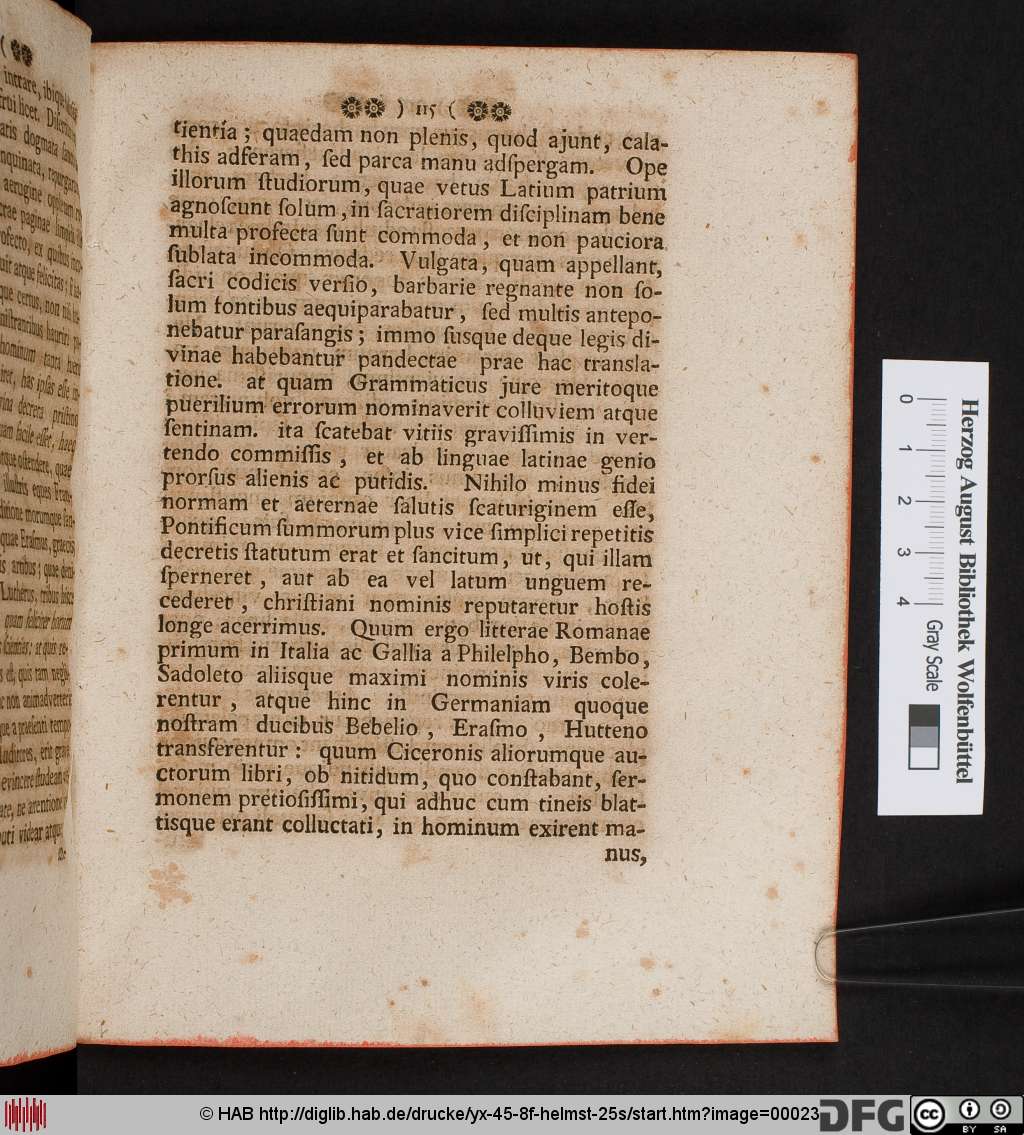 ) 115 (
tientia ; quaedam non plenis, quod ajunt, cala-
this adferam, ſed parca manu adſpergam. Ope
illorum ſtudiorum, quae vetus Latium patrium
agnoſcunt ſolum, in ſacratiorem diſciplinam bene
multa profecta ſunt commoda, et non pauciora
ſublata incommoda. Vulgata, quam appellant,
ſacri codicis verſio, barbarie regnante non ſo-
lum fontibus aequiparabatur, ſed multis antepo-
nebatur paraſangis ; immo ſusque deque legis di-
vinae habebantur pandectae prae hac transla-
tione. at quam Grammaticus jure meritoque
puerilium errorum nominaverit colluviem atque
ſentinam. ita ſcatebat vitiis graviſſimis in ver-
tendo commiſſis, et ab linguae latinae genio
prorſus alienis ac putidis. Nihilo minus fidei
normam et aeternae ſalutis ſcaturiginem eſſe,
Pontificum ſummorum plus vice ſimplici repetitis
decretis ſtatutum erat et ſancitum, ut, qui illam
ſperneret, aut ab ea vel latum unguem re-
cederet, chriſtiani nominis reputaretur hoſtis
longe acerrimus. Quum ergo litterae Romanae
primum in Italia ac Gallia a Philelpho, Bembo,
Sadoleto aliisque maximi nominis viris cole-
rentur, atque hinc in Germaniam quoque
noſtram ducibus Bebelio, Eraſmo, Hutteno
transferentur : quum Ciceronis aliorumque au-
ctorum libri, ob nitidum, quo conſtabant, ſer-
monem pretioſiſſimi, qui adhuc cum tineis blat-
tisque erant colluctati, in hominum exirent ma-
nus,
0 1 2 3 4
Herzog August Bibliothek Wolfenbüttel
Gray Scale
© HAB http://diglib.hab.de/drucke/yx-45-8f-helmst-25s/start.htm?image=00023
DFG
cc BY SA